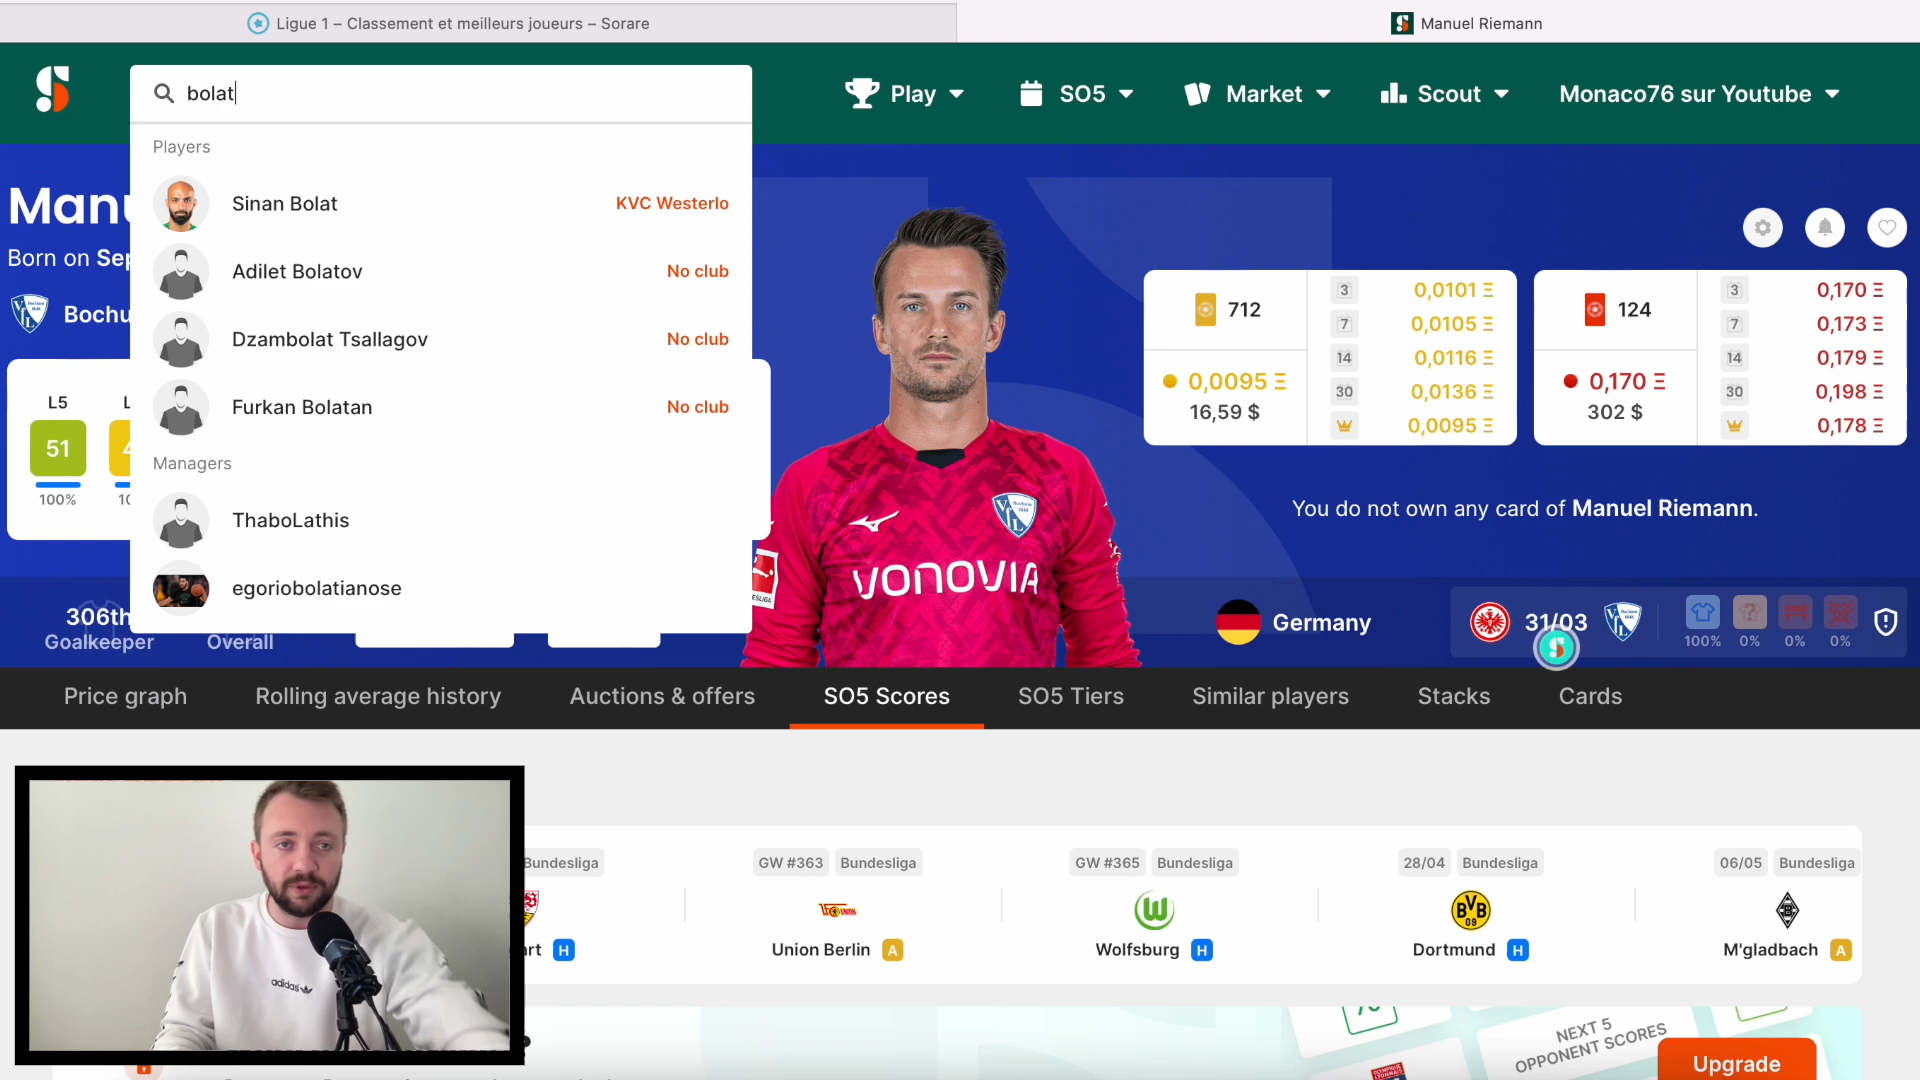 Ligue 1 – Classement et meilleurs joueurs – Sorare
Manuel Riemann
bolat
Play
SO5
Market
Scout
Monaco76 sur Youtube
Players
Sinan Bolat
KVC Westerlo
Adilet Bolatov
No club
Dzambolat Tsallagov
No club
Furkan Bolatan
No club
Managers
ThaboLathis
egoriobolatianose
Manu
Born on Sep
Bochu
L5
L
51
4
100%
10
306th
Goalkeeper
Overall
712
0,0095 Ξ
16,59 $
3 0,0101 Ξ
7 0,0105 Ξ
14 0,0116 Ξ
30 0,0136 Ξ
0,0095 Ξ
124
0,170 Ξ
302 $
3 0,170 Ξ
7 0,173 Ξ
14 0,179 Ξ
30 0,198 Ξ
0,178 Ξ
You do not own any card of Manuel Riemann.
VONOVIA
Germany
31/03
100% 0% 0% 0%
Price graph
Rolling average history
Auctions & offers
SO5 Scores
SO5 Tiers
Similar players
Stacks
Cards
Bundesliga
art H
GW #363 Bundesliga
Union Berlin A
GW #365 Bundesliga
Wolfsburg H
28/04 Bundesliga
BVB
09
Dortmund H
06/05 Bundesliga
M'gladbach A
adidas
NEXT 5
OPPONENT SCORES
Upgrade